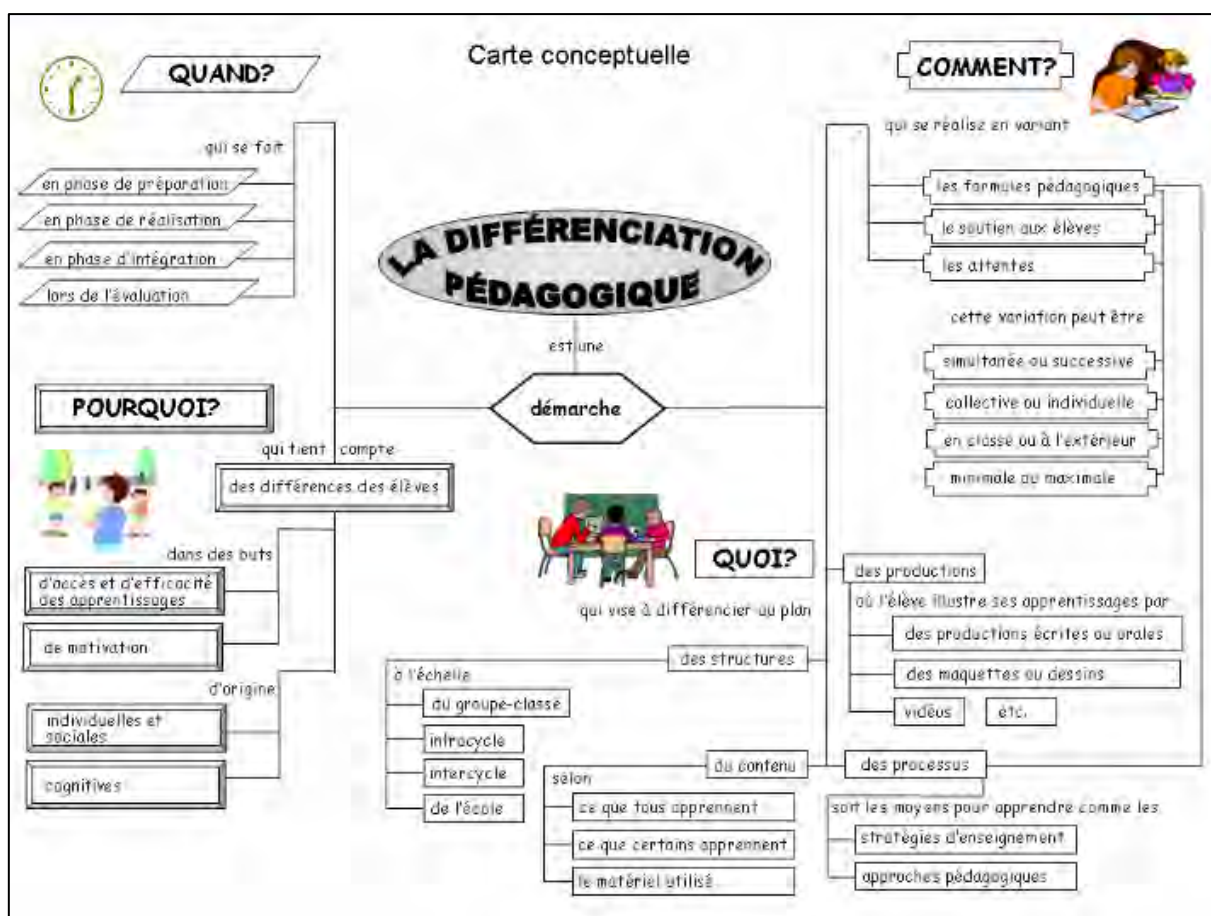 Carte conceptuelle
QUAND?
qui se fait
en phase de préparation
en phase de réalisation
en phase d'intégration
lors de l'évaluation
COMMENT?
qui se réalise en variant
les formules pédagogiques
le soutien aux élèves
les attentes
cette variation peut être
simultanée ou successive
collective ou individuelle
en classe ou à l'extérieur
minimale ou maximale
LA DIFFÉRENCIATION
PÉDAGOGIQUE
est une
démarche
POURQUOI?
qui tient compte
des différences des élèves
dans des buts
d'accès et d'efficacité
des apprentissages
de motivation
d'origine
individuelles et
sociales
cognitives
QUOI?
qui vise à différencier au plan
des productions
où l'élève illustre ses apprentissages par
des productions écrites ou orales
des maquettes ou dessins
vidéos
etc.
des structures
à l'échelle
du groupe-classe
intracycle
intercycle
de l'école
du contenu
selon
ce que tous apprennent
ce que certains apprennent
le matériel utilisé
des processus
soit les moyens pour apprendre comme les
stratégies d'enseignement
approches pédagogiques